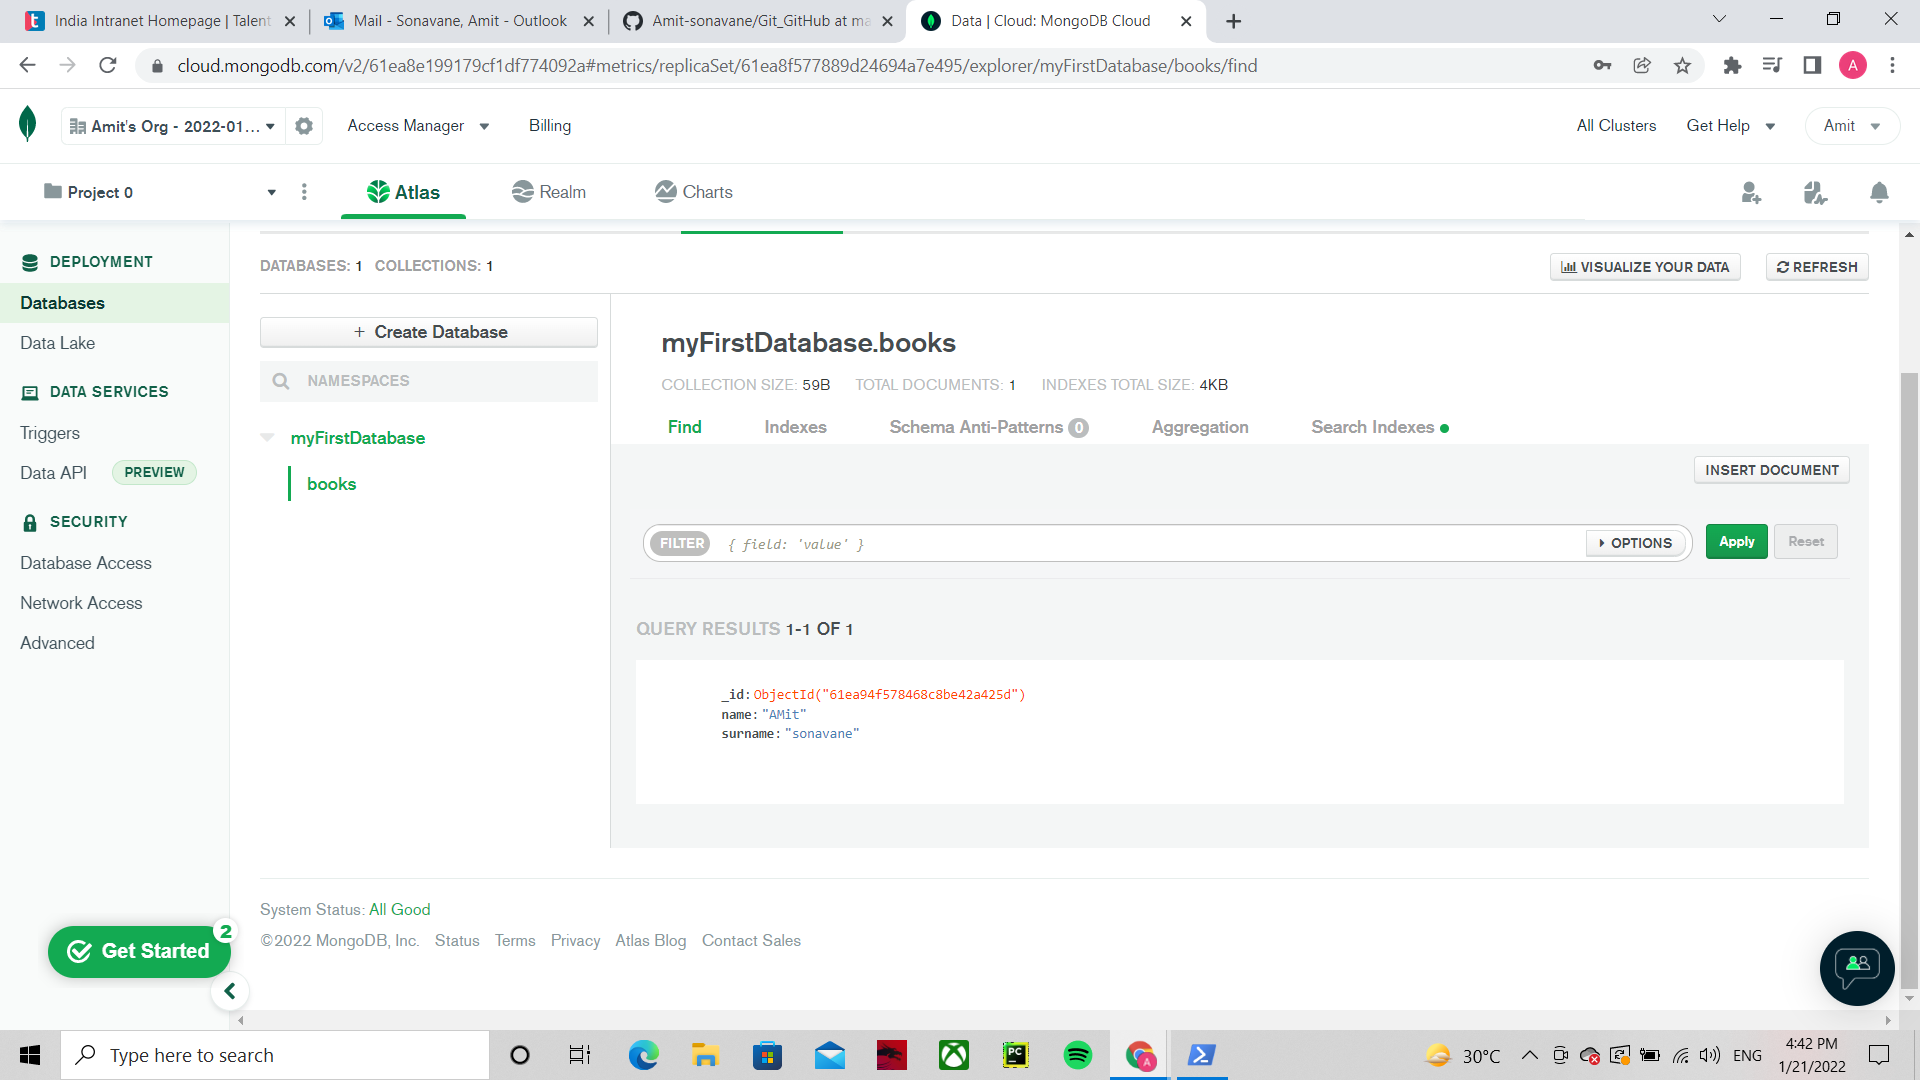 India Intranet Homepage | Talent
Mail - Sonavane, Amit - Outlook
Amit-sonavane/Git_GitHub at ma
Data | Cloud: MongoDB Cloud
cloud.mongodb.com/v2/61ea8e199179cf1df774092a#metrics/replicaSet/61ea8f577889d24694a7e495/explorer/myFirstDatabase/books/find
A
Amit's Org - 2022-01...
Access Manager
Billing
All Clusters
Get Help
Amit
Project 0
Atlas
Realm
Charts
DEPLOYMENT
Databases
Data Lake
DATA SERVICES
Triggers
Data API PREVIEW
SECURITY
Database Access
Network Access
Advanced
Get Started
2
DATABASES: 1 COLLECTIONS: 1
VISUALIZE YOUR DATA
REFRESH
+ Create Database
NAMESPACES
myFirstDatabase
books
myFirstDatabase.books
COLLECTION SIZE: 59B TOTAL DOCUMENTS: 1 INDEXES TOTAL SIZE: 4KB
Find
Indexes
Schema Anti-Patterns 0
Aggregation
Search Indexes
INSERT DOCUMENT
FILTER { field: 'value' }
OPTIONS
Apply
Reset
QUERY RESULTS 1-1 OF 1
_id: ObjectId("61ea94f578468c8be42a425d")
name: "AMit"
surname: "sonavane"
System Status: All Good
©2022 MongoDB, Inc. Status Terms Privacy Atlas Blog Contact Sales
Type here to search
PC
A
30°C
ENG
4:42 PM
1/21/2022